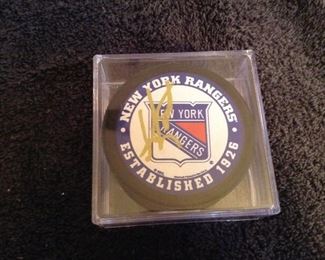 NEW YORK RANGERS
NEW YORK
RANGERS
ESTABLISHED 1926